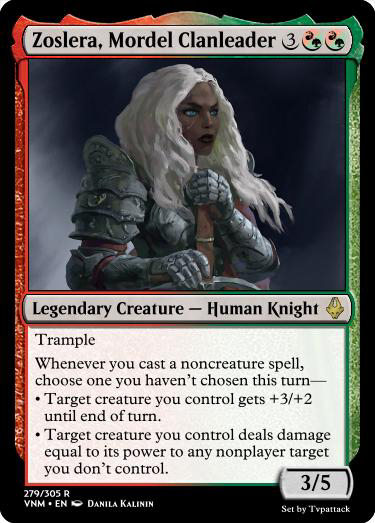 Zoslera, Mordel Clanleader 3
Legendary Creature — Human Knight
Trample
Whenever you cast a noncreature spell,
choose one you haven't chosen this turn—
• Target creature you control gets +3/+2
until end of turn.
• Target creature you control deals damage
equal to its power to any nonplayer target
you don't control.
3/5
279/305 R
VNM • EN Danila Kalinin
Set by Tvpattack